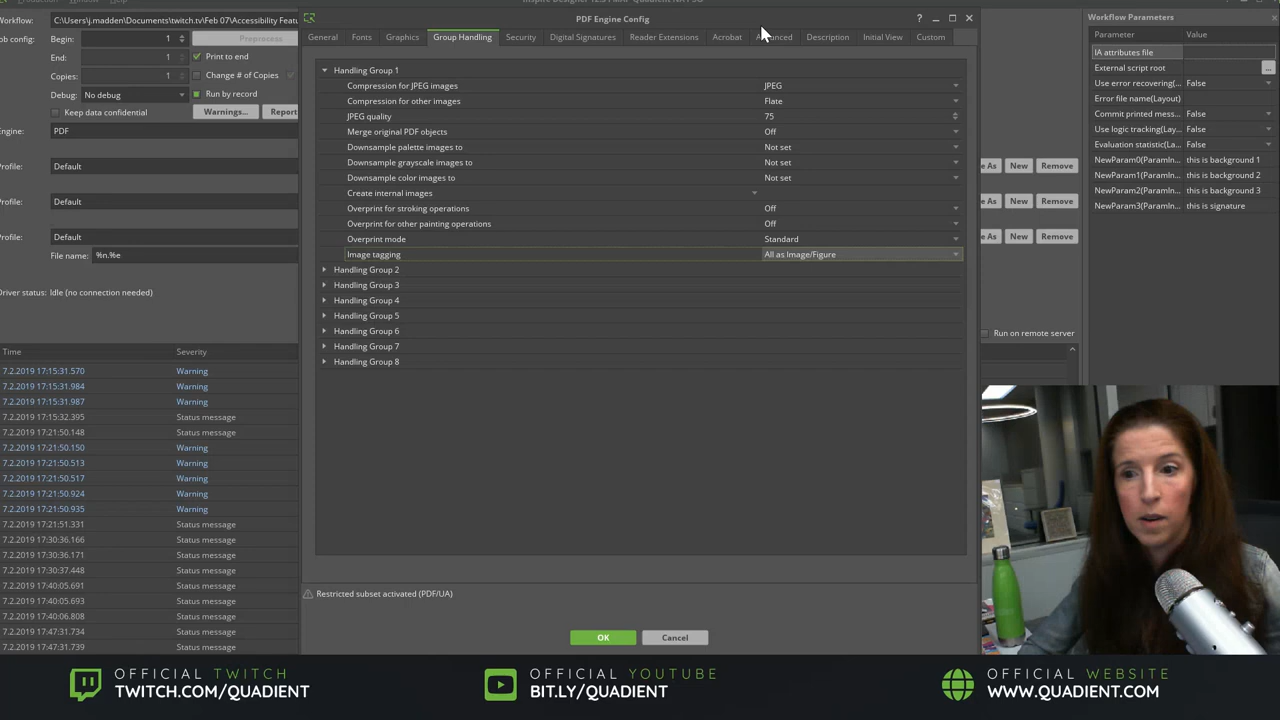 Inspire Designer
Workflow:
C:\Users\j.madden\Documents\twitch.tv\Feb 07\Accessibility Featu
Begin:
1
Preprocess
End:
1
Print to end
Copies:
1
Change # of Copies
Debug:
No debug
Run by record
Keep data confidential
Warnings...
Report
Engine:
PDF
Profile:
Default
Profile:
Default
Profile:
Default
File name:
%n.%e
Driver status: Idle (no connection needed)
Time
Severity
7.2.2019 17:15:31.570
Warning
7.2.2019 17:15:31.984
Warning
7.2.2019 17:15:31.987
Warning
7.2.2019 17:15:32.395
Status message
7.2.2019 17:21:50.148
Status message
7.2.2019 17:21:50.150
Warning
7.2.2019 17:21:50.513
Warning
7.2.2019 17:21:50.517
Warning
7.2.2019 17:21:50.924
Warning
7.2.2019 17:21:50.935
Warning
7.2.2019 17:21:51.331
Status message
7.2.2019 17:30:36.166
Status message
7.2.2019 17:30:36.171
Status message
7.2.2019 17:30:37.448
Status message
7.2.2019 17:40:05.691
Status message
7.2.2019 17:40:05.693
Status message
7.2.2019 17:40:06.808
Status message
7.2.2019 17:47:31.734
Status message
7.2.2019 17:47:31.739
Status message
PDF Engine Config
General
Fonts
Graphics
Group Handling
Security
Digital Signatures
Reader Extensions
Acrobat
Description
Initial View
Custom
Handling Group 1
Compression for JPEG images
JPEG
Compression for other images
Flate
JPEG quality
75
Merge original PDF objects
Off
Downsample palette images to
Not set
Downsample grayscale images to
Not set
Downsample color images to
Not set
Create internal images
Overprint for stroking operations
Off
Overprint for other painting operations
Off
Overprint mode
Standard
Image tagging
All as Image/Figure
Handling Group 2
Handling Group 3
Handling Group 4
Handling Group 5
Handling Group 6
Handling Group 7
Handling Group 8
Restricted subset activated (PDF/UA)
OK
Cancel
e As
New
Remove
e As
New
Remove
e As
New
Remove
Run on remote server
Workflow Parameters
Parameter
Value
IA attributes file
External script root
...
Use error recovering(...
False
Error file name(Layout)
Commit printed mess...
False
Use logic tracking(Lay...
False
Evaluation statistic(La...
False
NewParam0(ParamIn...
this is background 1
NewParam1(ParamIn...
this is background 2
NewParam2(ParamIn...
this is background 3
NewParam3(ParamIn...
this is signature
OFFICIAL TWITCH
TWITCH.COM/QUADIENT
OFFICIAL YOUTUBE
BIT.LY/QUADIENT
OFFICIAL WEBSITE
WWW.QUADIENT.COM